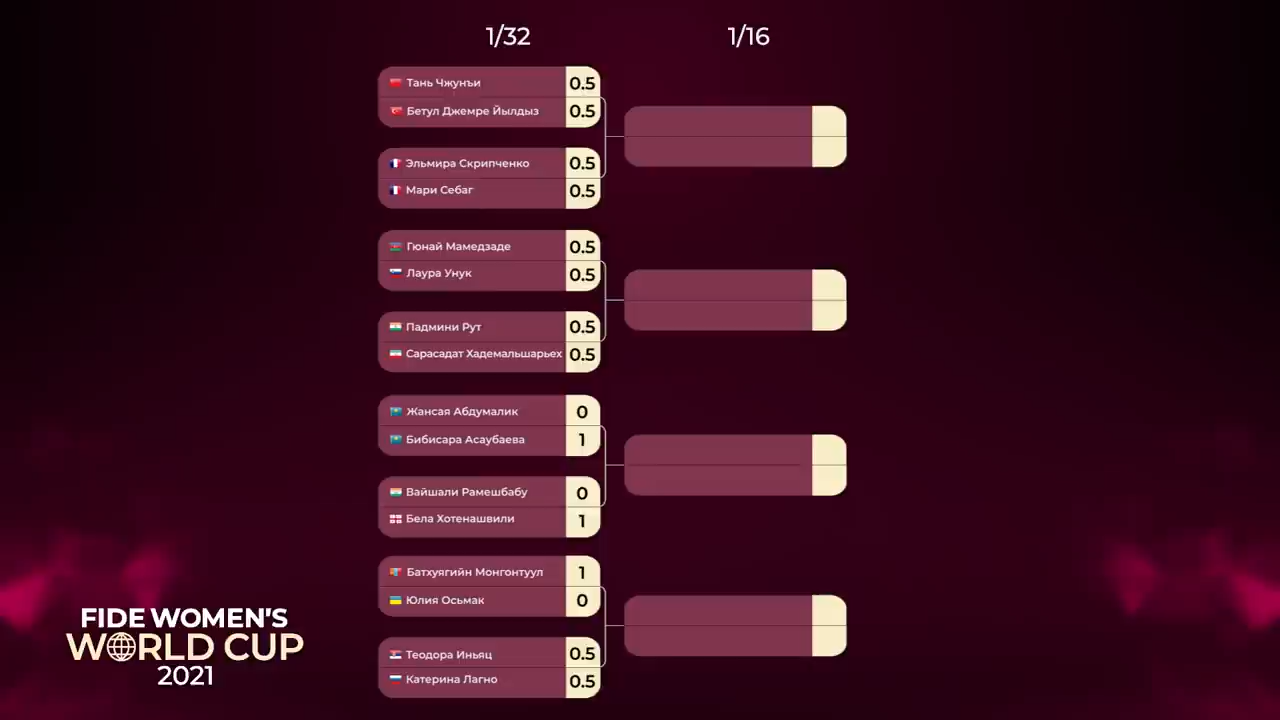 1/32
1/16
Тань Чжунъи 0.5
Бетул Джемре Йылдыз 0.5
Эльмира Скрипченко 0.5
Мари Себаг 0.5
Гюнай Мамедзаде 0.5
Лаура Унук 0.5
Падмини Рут 0.5
Сарасадат Хадемальшарьех 0.5
Жансая Абдумалик 0
Бибисара Асаубаева 1
Вайшали Рамешбабу 0
Бела Хотенашвили 1
Батхуягийн Монгонтуул 1
Юлия Осьмак 0
Теодора Иньяц 0.5
Катерина Лагно 0.5
FIDE WOMEN'S
WORLD CUP
2021